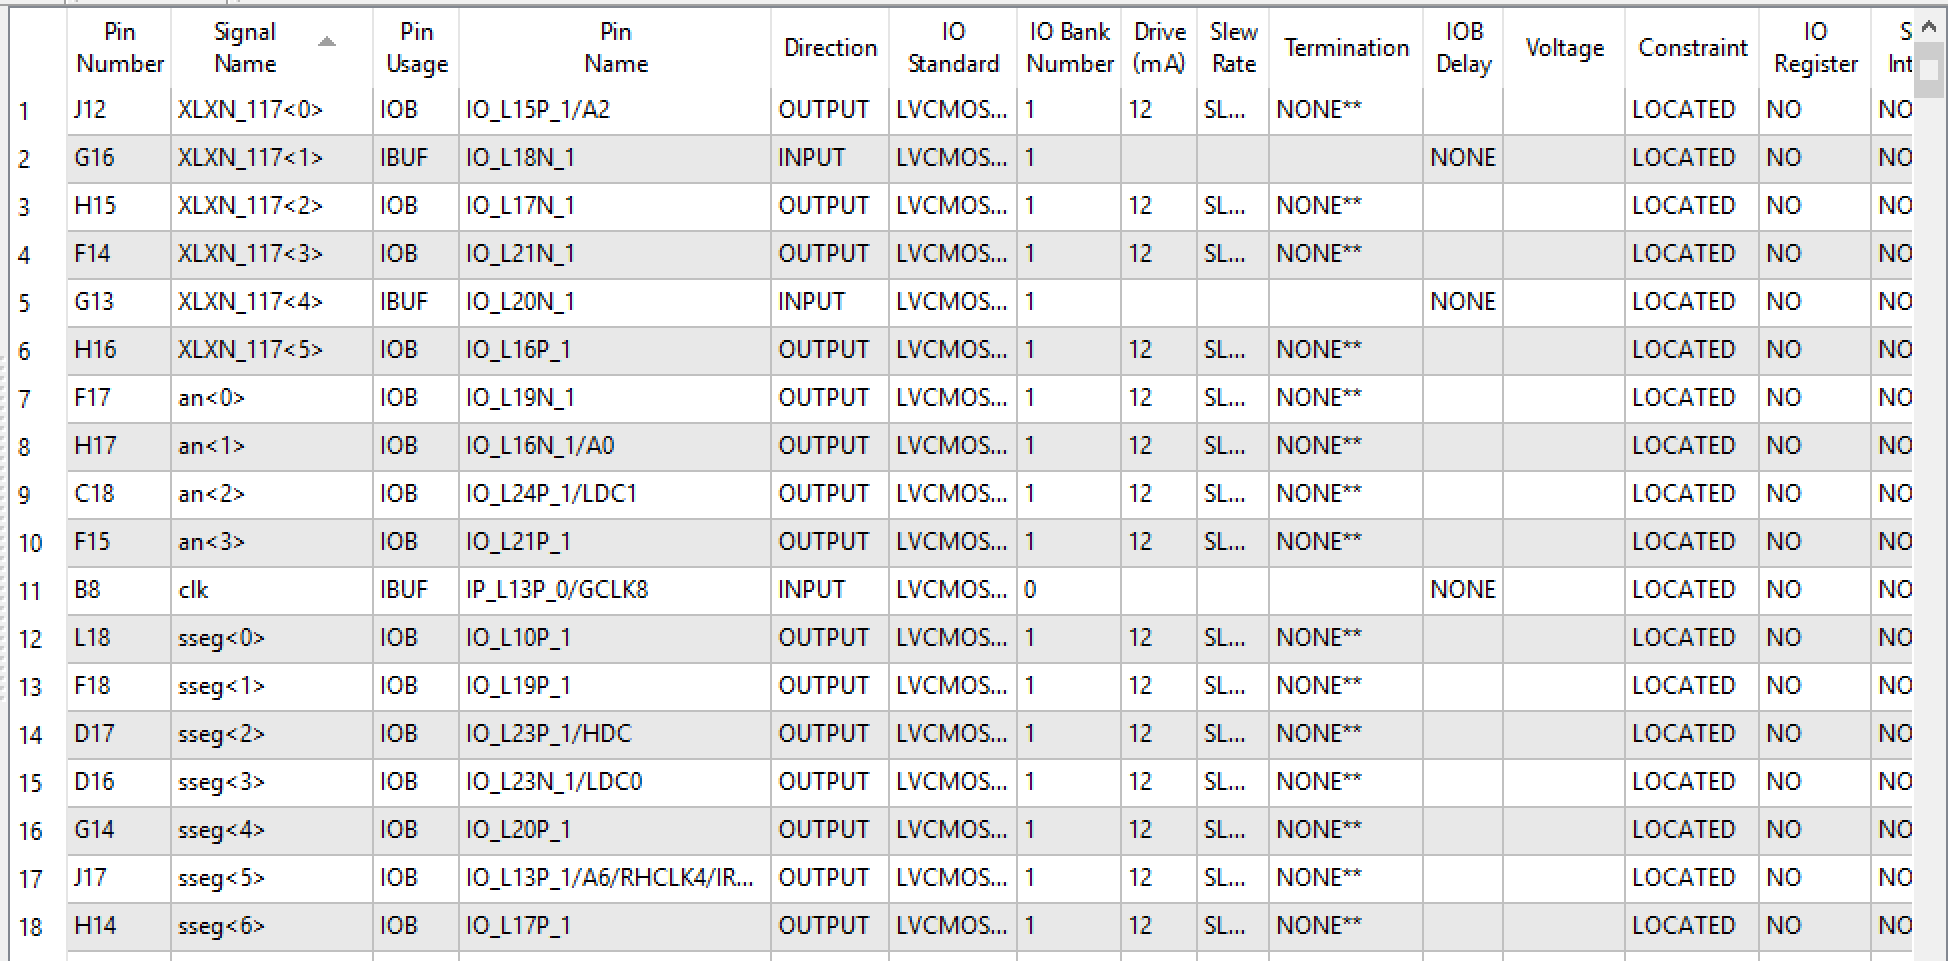 Pin Number Signal Name Pin Usage Pin Name Direction IO Standard IO Bank Number Drive (mA) Slew Rate Termination IOB Delay Voltage Constraint IO Register S Int
1 J12 XLXN_117<0> IOB IO_L15P_1/A2 OUTPUT LVCMOS... 1 12 SL... NONE** LOCATED NO NO
2 G16 XLXN_117<1> IBUF IO_L18N_1 INPUT LVCMOS... 1 NONE LOCATED NO NO
3 H15 XLXN_117<2> IOB IO_L17N_1 OUTPUT LVCMOS... 1 12 SL... NONE** LOCATED NO NO
4 F14 XLXN_117<3> IOB IO_L21N_1 OUTPUT LVCMOS... 1 12 SL... NONE** LOCATED NO NO
5 G13 XLXN_117<4> IBUF IO_L20N_1 INPUT LVCMOS... 1 NONE LOCATED NO NO
6 H16 XLXN_117<5> IOB IO_L16P_1 OUTPUT LVCMOS... 1 12 SL... NONE** LOCATED NO NO
7 F17 an<0> IOB IO_L19N_1 OUTPUT LVCMOS... 1 12 SL... NONE** LOCATED NO NO
8 H17 an<1> IOB IO_L16N_1/A0 OUTPUT LVCMOS... 1 12 SL... NONE** LOCATED NO NO
9 C18 an<2> IOB IO_L24P_1/LDC1 OUTPUT LVCMOS... 1 12 SL... NONE** LOCATED NO NO
10 F15 an<3> IOB IO_L21P_1 OUTPUT LVCMOS... 1 12 SL... NONE** LOCATED NO NO
11 B8 clk IBUF IP_L13P_0/GCLK8 INPUT LVCMOS... 0 NONE LOCATED NO NO
12 L18 sseg<0> IOB IO_L10P_1 OUTPUT LVCMOS... 1 12 SL... NONE** LOCATED NO NO
13 F18 sseg<1> IOB IO_L19P_1 OUTPUT LVCMOS... 1 12 SL... NONE** LOCATED NO NO
14 D17 sseg<2> IOB IO_L23P_1/HDC OUTPUT LVCMOS... 1 12 SL... NONE** LOCATED NO NO
15 D16 sseg<3> IOB IO_L23N_1/LDC0 OUTPUT LVCMOS... 1 12 SL... NONE** LOCATED NO NO
16 G14 sseg<4> IOB IO_L20P_1 OUTPUT LVCMOS... 1 12 SL... NONE** LOCATED NO NO
17 J17 sseg<5> IOB IO_L13P_1/A6/RHCLK4/IR... OUTPUT LVCMOS... 1 12 SL... NONE** LOCATED NO NO
18 H14 sseg<6> IOB IO_L17P_1 OUTPUT LVCMOS... 1 12 SL... NONE** LOCATED NO NO